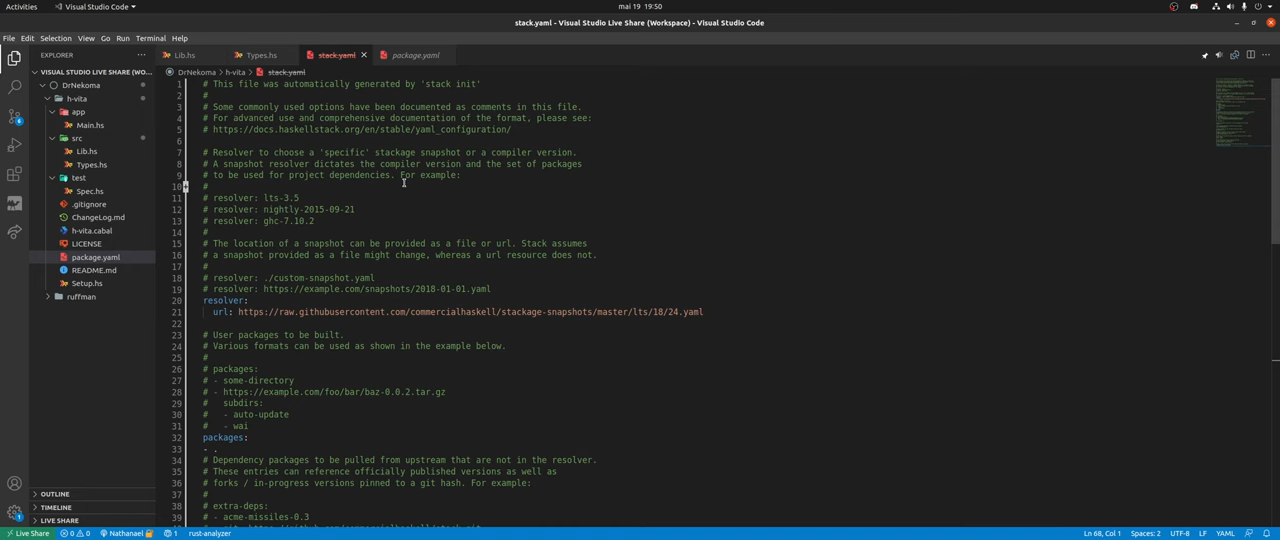 Activities
Visual Studio Code
mai 19 19:50
stack.yaml - Visual Studio Live Share (Workspace) - Visual Studio Code
File Edit Selection View Go Run Terminal Help
EXPLORER
Lib.hs
Types.hs
stack.yaml
package.yaml
VISUAL STUDIO LIVE SHARE (WO...
DrNekoma
h-vita
app
Main.hs
src
Lib.hs
Types.hs
test
Spec.hs
.gitignore
ChangeLog.md
h-vita.cabal
LICENSE
package.yaml
README.md
Setup.hs
ruffman
OUTLINE
TIMELINE
LIVE SHARE
DrNekoma > h-vita > stack.yaml
1 # This file was automatically generated by 'stack init'
2 #
3 # Some commonly used options have been documented as comments in this file.
4 # For advanced use and comprehensive documentation of the format, please see:
5 # https://docs.haskellstack.org/en/stable/yaml_configuration/
6
7 # Resolver to choose a 'specific' stackage snapshot or a compiler version.
8 # A snapshot resolver dictates the compiler version and the set of packages
9 # to be used for project dependencies. For example:
10 #
11 # resolver: lts-3.5
12 # resolver: nightly-2015-09-21
13 # resolver: ghc-7.10.2
14 #
15 # The location of a snapshot can be provided as a file or url. Stack assumes
16 # a snapshot provided as a file might change, whereas a url resource does not.
17 #
18 # resolver: ./custom-snapshot.yaml
19 # resolver: https://example.com/snapshots/2018-01-01.yaml
20 resolver:
21 url: https://raw.githubusercontent.com/commercialhaskell/stackage-snapshots/master/lts/18/24.yaml
22
23 # User packages to be built.
24 # Various formats can be used as shown in the example below.
25 #
26 # packages:
27 # - some-directory
28 # - https://example.com/foo/bar/baz-0.0.2.tar.gz
29 # subdirs:
30 # - auto-update
31 # - wai
32 packages:
33 - .
34 # Dependency packages to be pulled from upstream that are not in the resolver.
35 # These entries can reference officially published versions as well as
36 # forks / in-progress versions pinned to a git hash. For example:
37 #
38 # extra-deps:
39 # - acme-missiles-0.3
6
1
Live Share
0 0
Nathanael
1
rust-analyzer
Ln 68, Col 1
Spaces: 2
UTF-8
LF
YAML